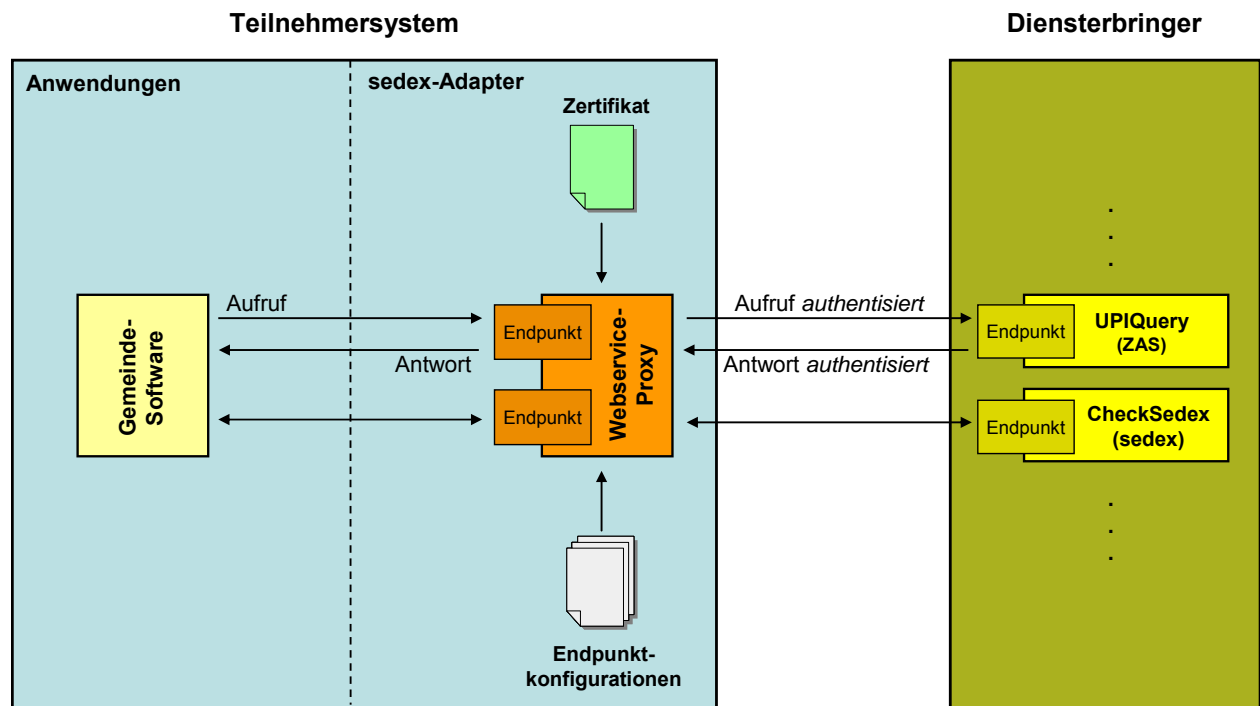 Teilnehmersystem
Diensterbringer
Anwendungen
sedex-Adapter
Zertifikat
Gemeinde-
Software
Aufruf
Antwort
Endpunkt
Endpunkt
Webservice-
Proxy
Aufruf authentisiert
Antwort authentisiert
Endpunkt
UPIQuery
(ZAS)
Endpunkt
CheckSedex
(sedex)
Endpunkt-
konfigurationen